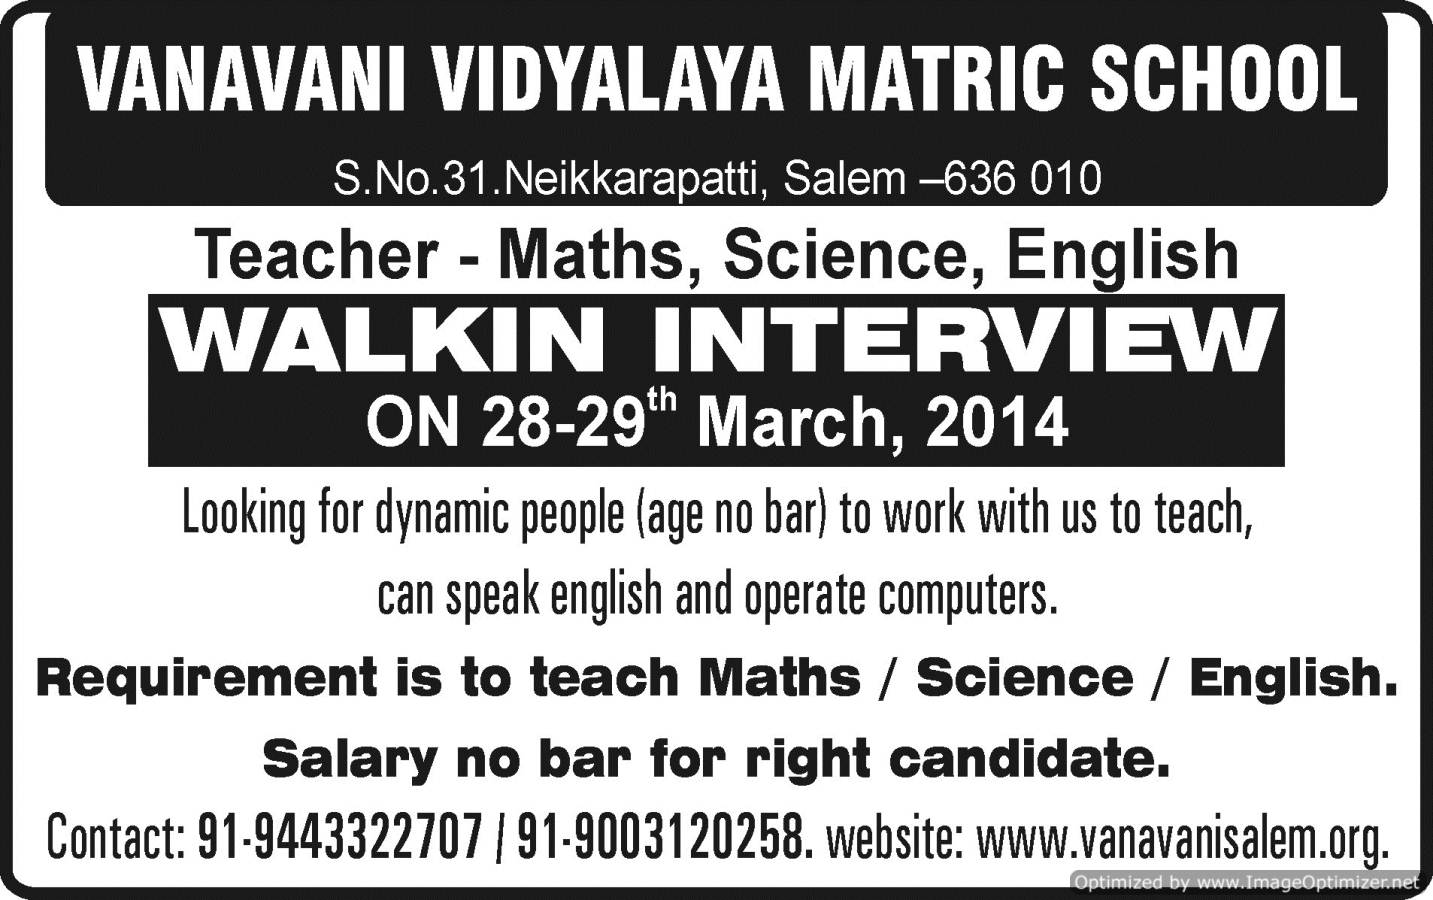 VANAVANI VIDYALAYA MATRIC SCHOOL
S.No.31.Neikkarapatti, Salem –636 010
Teacher - Maths, Science, English
WALKIN INTERVIEW
ON 28-29th March, 2014
Looking for dynamic people (age no bar) to work with us to teach,
can speak english and operate computers.
Requirement is to teach Maths / Science / English.
Salary no bar for right candidate.
Contact: 91-9443322707 / 91-9003120258. website: www.vanavanisalem.org.
Optimized by www.ImageOptimizer.net